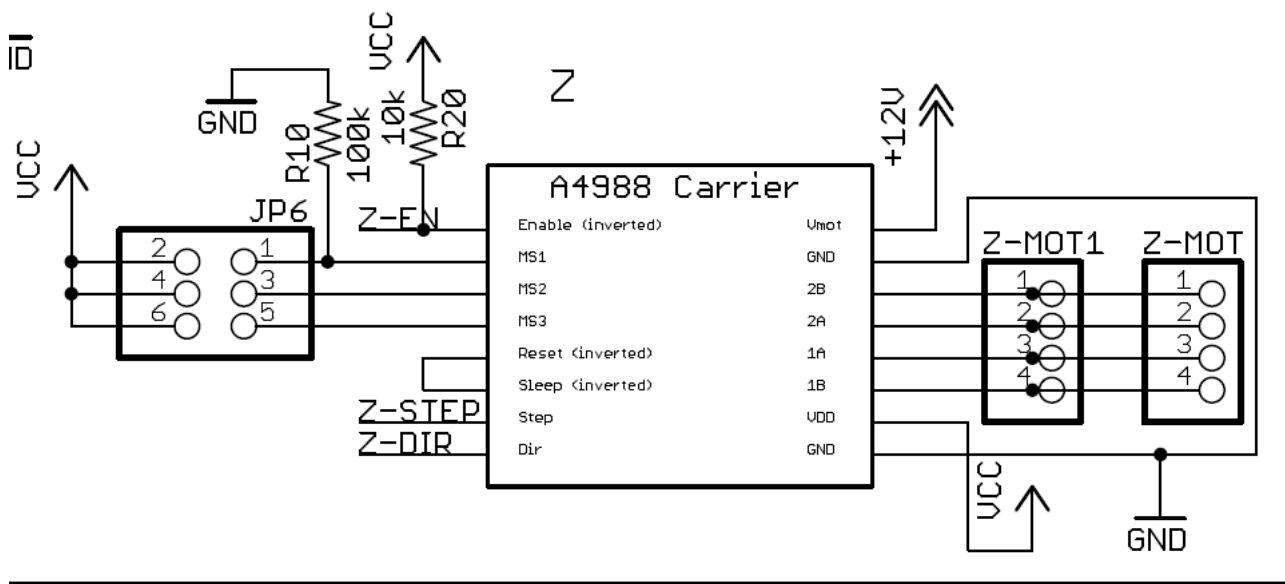 VCC
Z
GND
R10
100k
10k
R20
+12V
VCC
JP6
2
1
4
3
6
5
Z-EN
A4988 Carrier
Enable (inverted)
MS1
MS2
MS3
Reset (inverted)
Sleep (inverted)
Step
Dir
Vmot
GND
2B
2A
1A
1B
VDD
GND
Z-STEP
Z-DIR
Z-MOT1
1
2
3
4
Z-MOT
1
2
3
4
VCC
GND